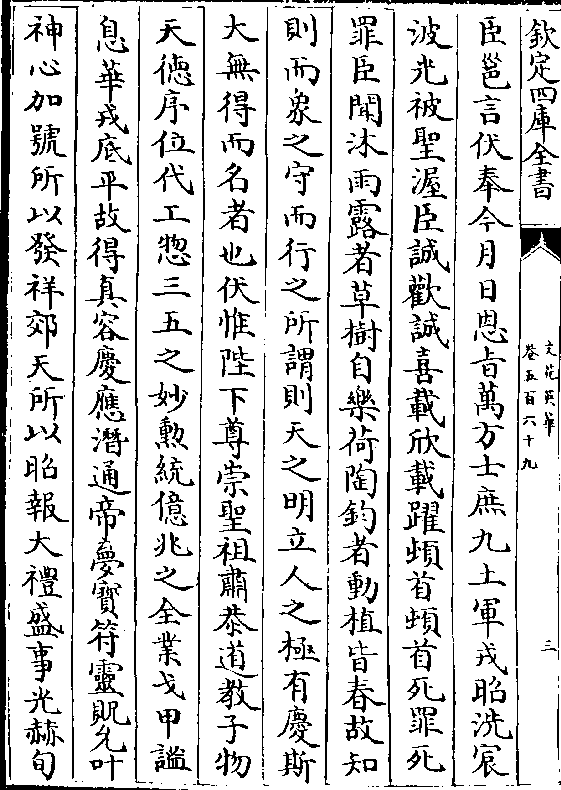 欽定四庫全書
文苑英華
卷五百六十九
三
臣邕言伏奉今月日恩㫖萬方士庶九土軍戎昭洗宸
波光被聖渥臣誠歡誠喜載欣載躍頓首頓首死罪死
罪臣聞沐雨露者草樹自樂荷陶鈞者動植皆春故知
則而象之守而行之所謂則天之明立人之極有慶斯
大無得而名者也伏惟陛下尊崇聖祖肅恭道教子物
天徳序位代工惣三五之妙勲統億兆之全業戈甲謐
息華戎底平故得真容慶應潛通帝夢寳符靈貺允叶
神心加號所以發祥郊天所以昭報大禮盛事光赫旬